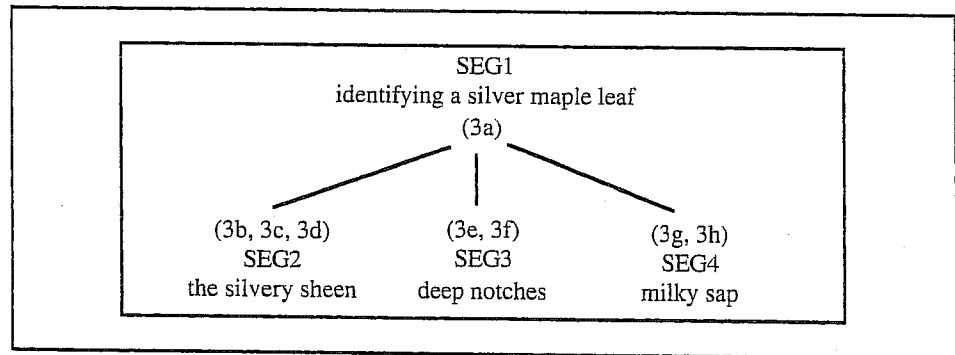 SEG1
identifying a silver maple leaf
(3a)
(3b, 3c, 3d)
SEG2
the silvery sheen
(3e, 3f)
SEG3
deep notches
(3g, 3h)
SEG4
milky sap